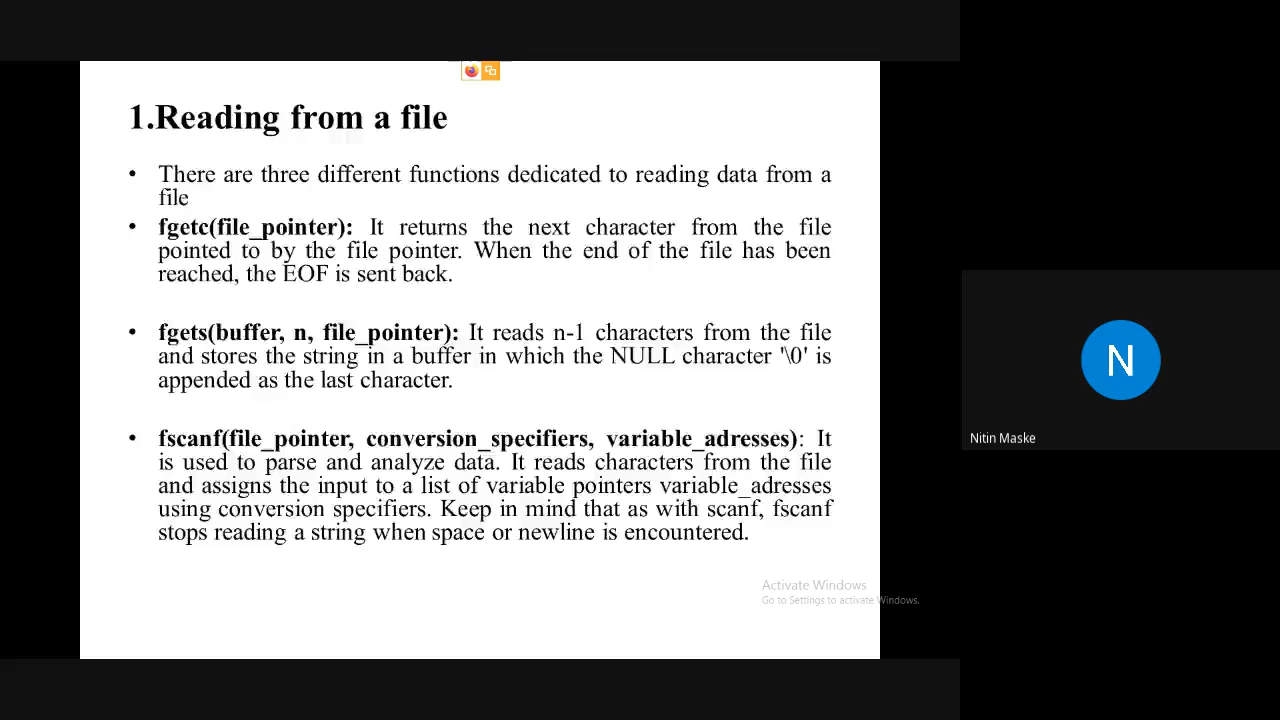 1.Reading from a file
• There are three different functions dedicated to reading data from a
file
• fgetc(file_pointer): It returns the next character from the file
pointed to by the file pointer. When the end of the file has been
reached, the EOF is sent back.
• fgets(buffer, n, file_pointer): It reads n-1 characters from the file
and stores the string in a buffer in which the NULL character '\0' is
appended as the last character.
• fscanf(file_pointer, conversion_specifiers, variable_adresses): It
is used to parse and analyze data. It reads characters from the file
and assigns the input to a list of variable pointers variable_adresses
using conversion specifiers. Keep in mind that as with scanf, fscanf
stops reading a string when space or newline is encountered.
Activate Windows
Go to Settings to activate Windows.
N
Nitin Maske